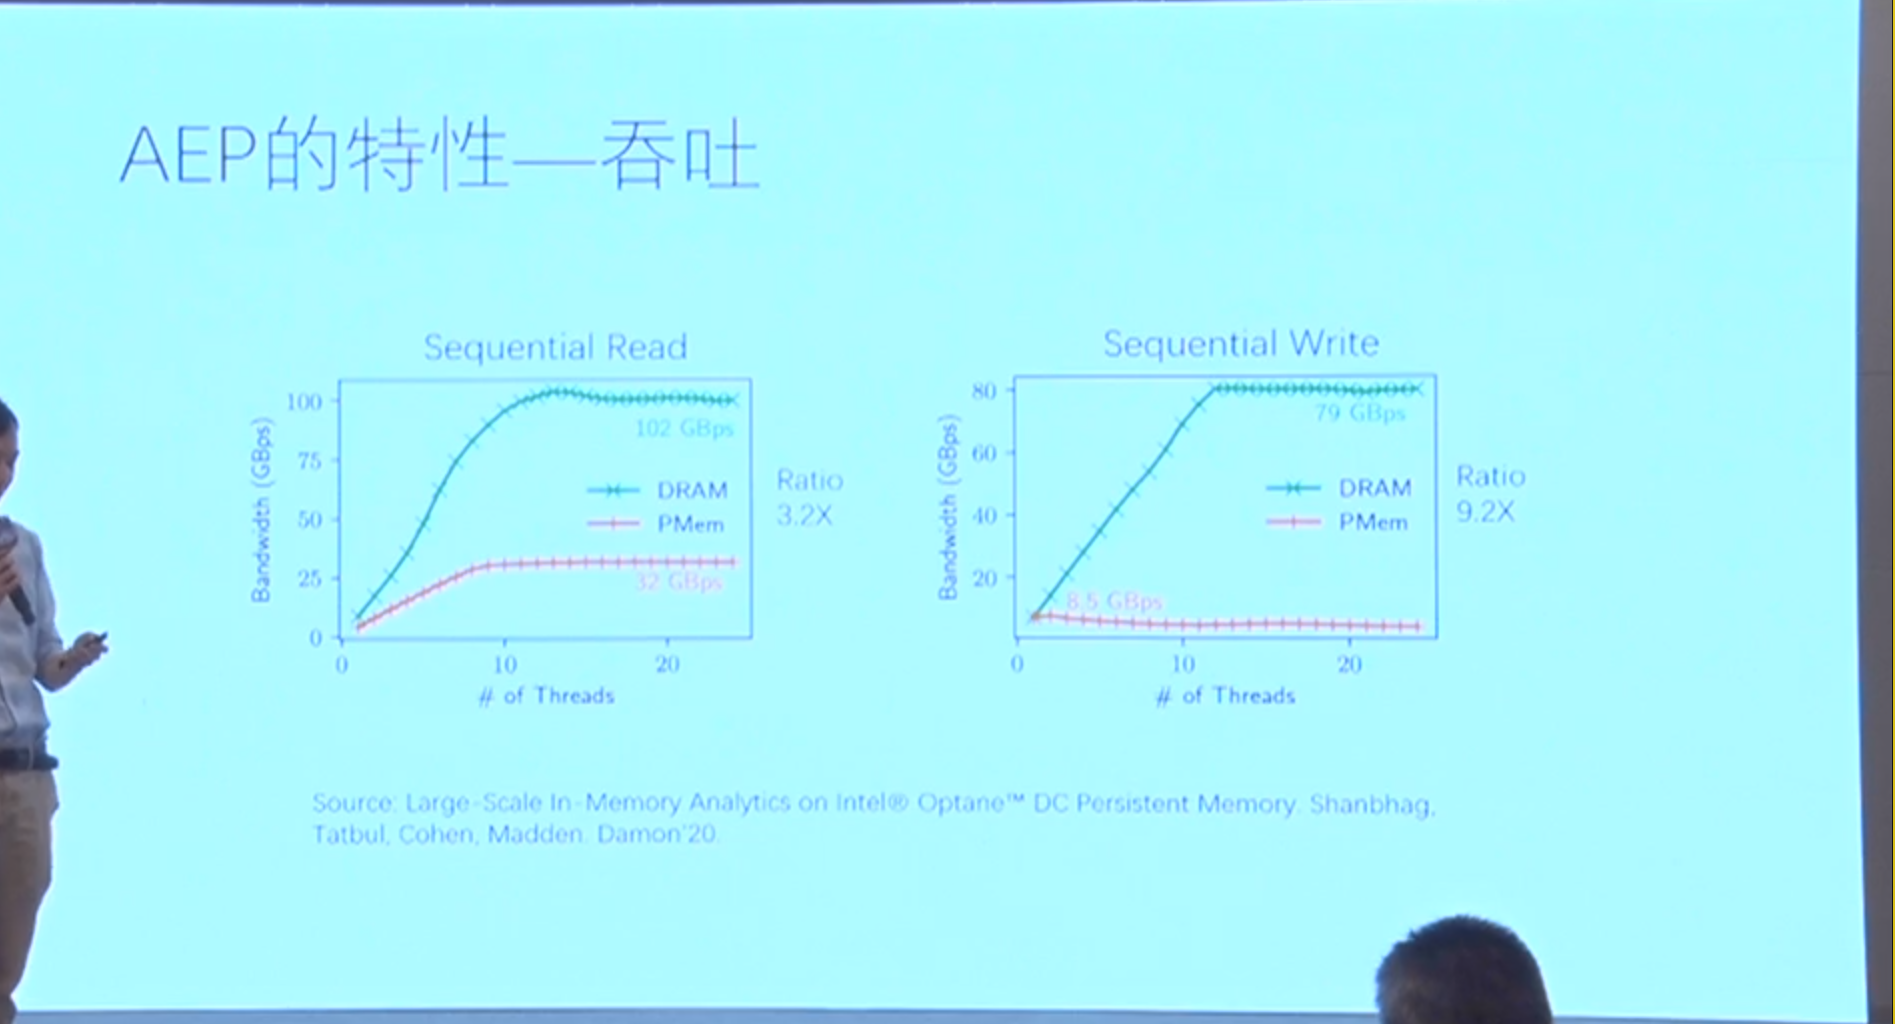 AEP的特性—吞吐
Sequential Read
100
75
50
25
0
0
10
20
Bandwidth (GBps)
# of Threads
102 GBps
DRAM
PMem
32 GBps
Ratio
3.2X
Sequential Write
80
60
40
20
0
10
20
Bandwidth (GBps)
# of Threads
79 GBps
DRAM
PMem
8.5 GBps
Ratio
9.2X
Source: Large-Scale In-Memory Analytics on Intel® Optane™ DC Persistent Memory. Shanbhag,
Tatbul, Cohen, Madden. Damon'20.